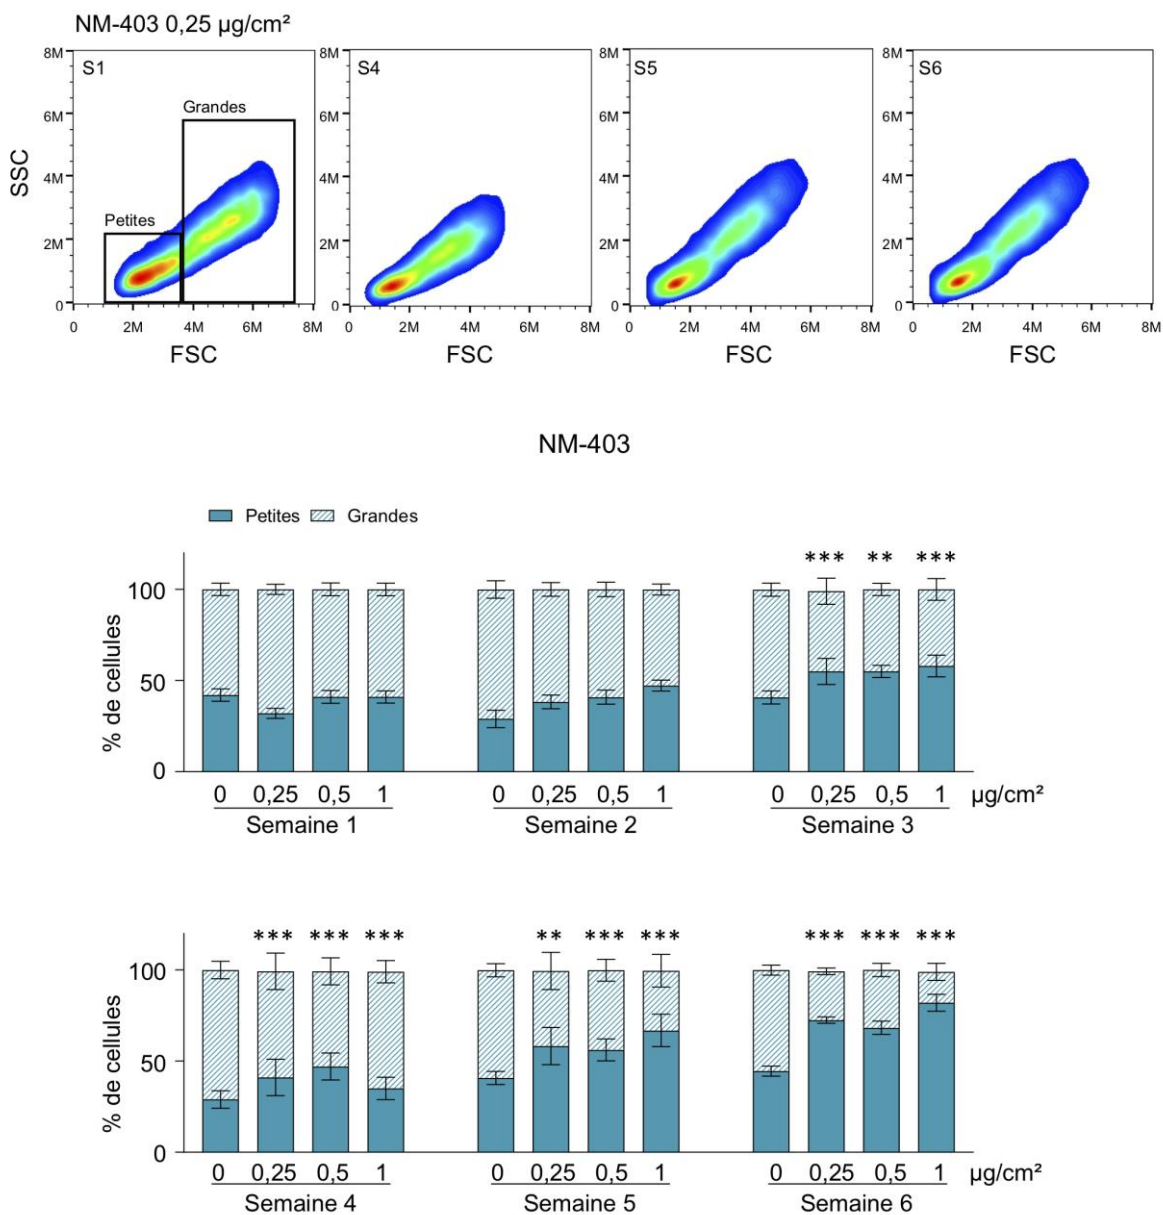 NM-403 0,25 µg/cm²
8M 8M 8M 8M
S1 S4 S5 S6
Grandes
6M 6M 6M 6M
SSC
4M 4M 4M 4M
Petites
2M 2M 2M 2M
0 0 0 0
0 2M 4M 6M 8M 0 2M 4M 6M 8M 0 2M 4M 6M 8M 0 2M 4M 6M 8M
FSC FSC FSC FSC
NM-403
Petites Grandes
*** ** ***
100
% de cellules
50
0
0 0,25 0,5 1 0 0,25 0,5 1 0 0,25 0,5 1 µg/cm²
Semaine 1 Semaine 2 Semaine 3
*** *** *** ** *** *** *** *** ***
100
% de cellules
50
0
0 0,25 0,5 1 0 0,25 0,5 1 0 0,25 0,5 1 µg/cm²
Semaine 4 Semaine 5 Semaine 6